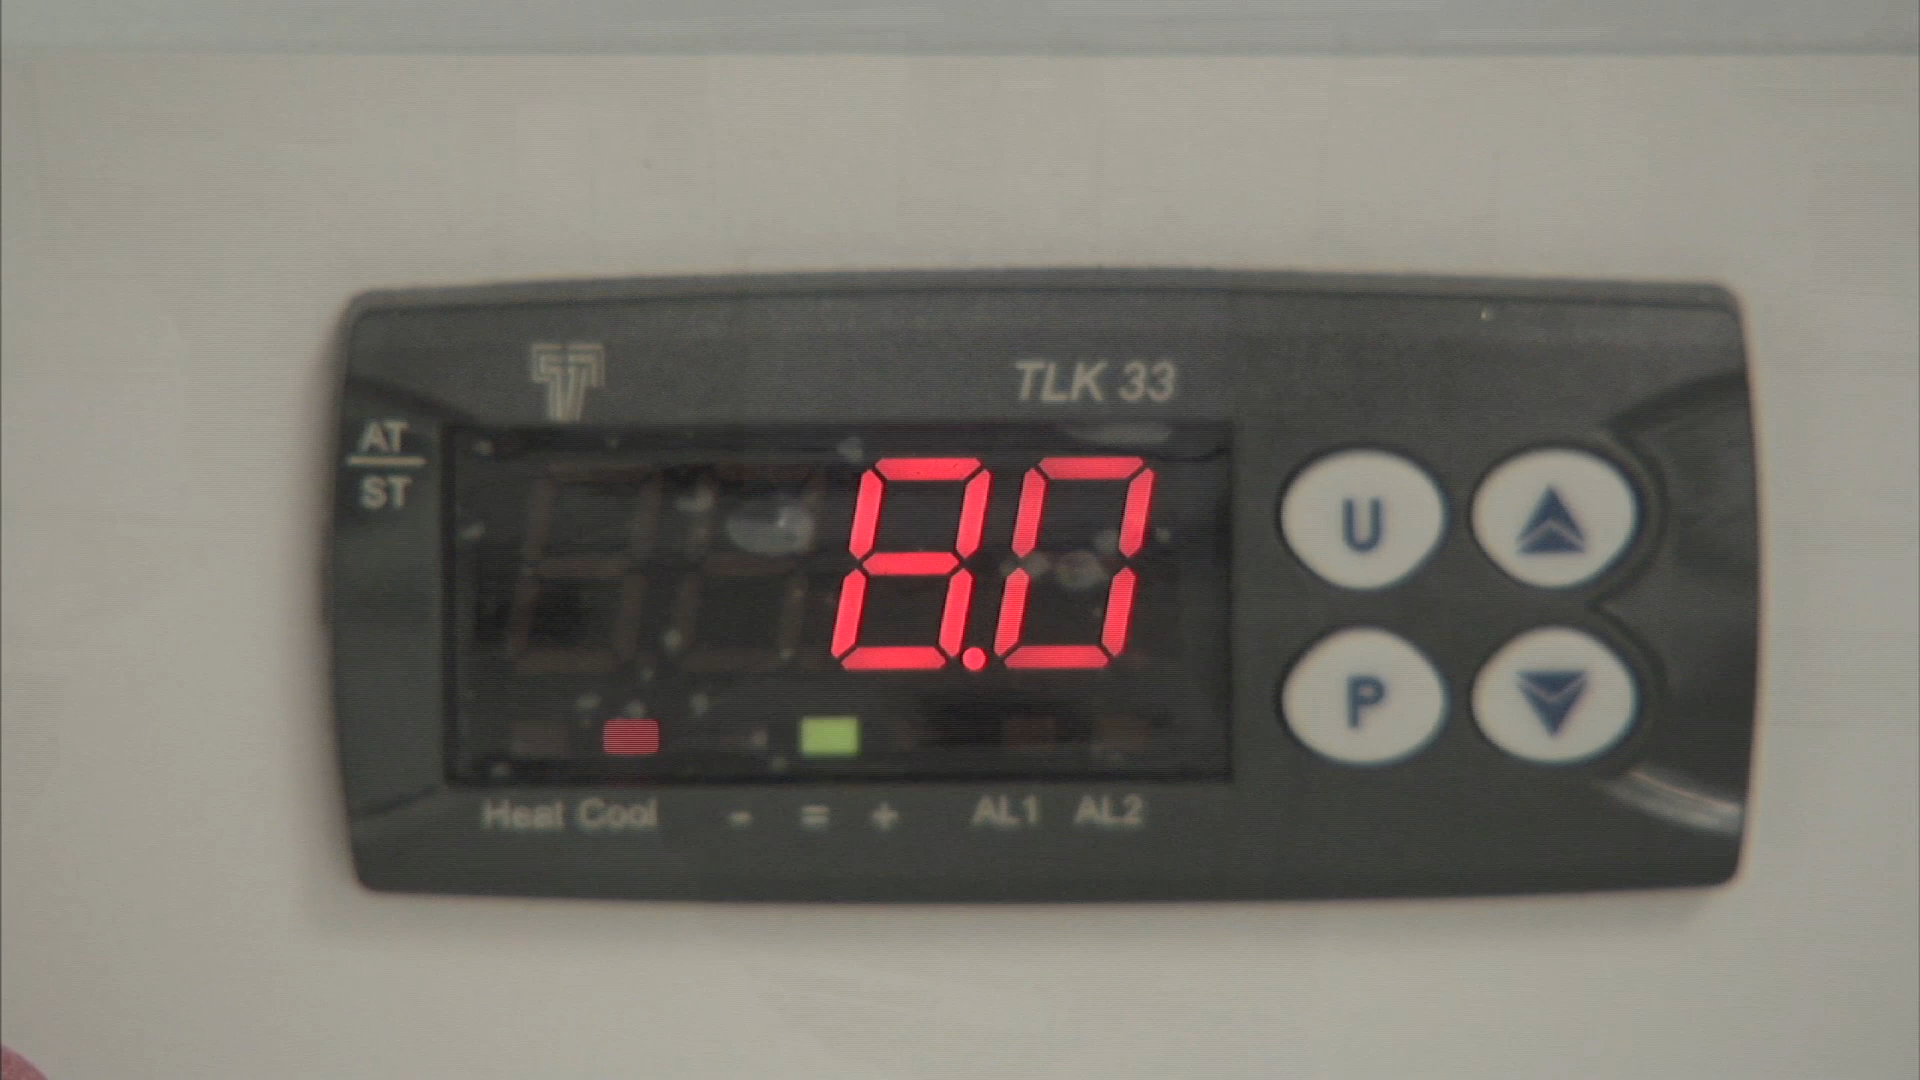 TLK 33
AT
ST
8.0
U
P
Heat Cool - = + AL1 AL2